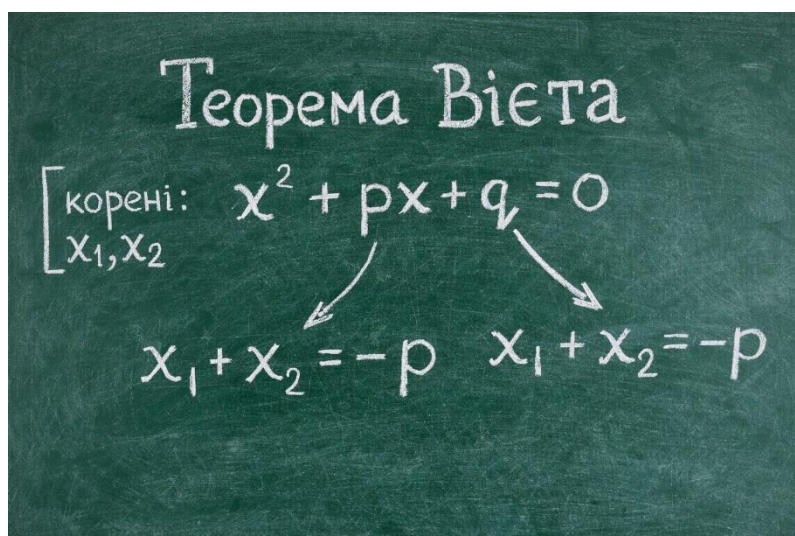 Теорема Вієта
корені: x² + px + q = 0
x₁, x₂
x₁ + x₂ = -p x₁ + x₂ = -p